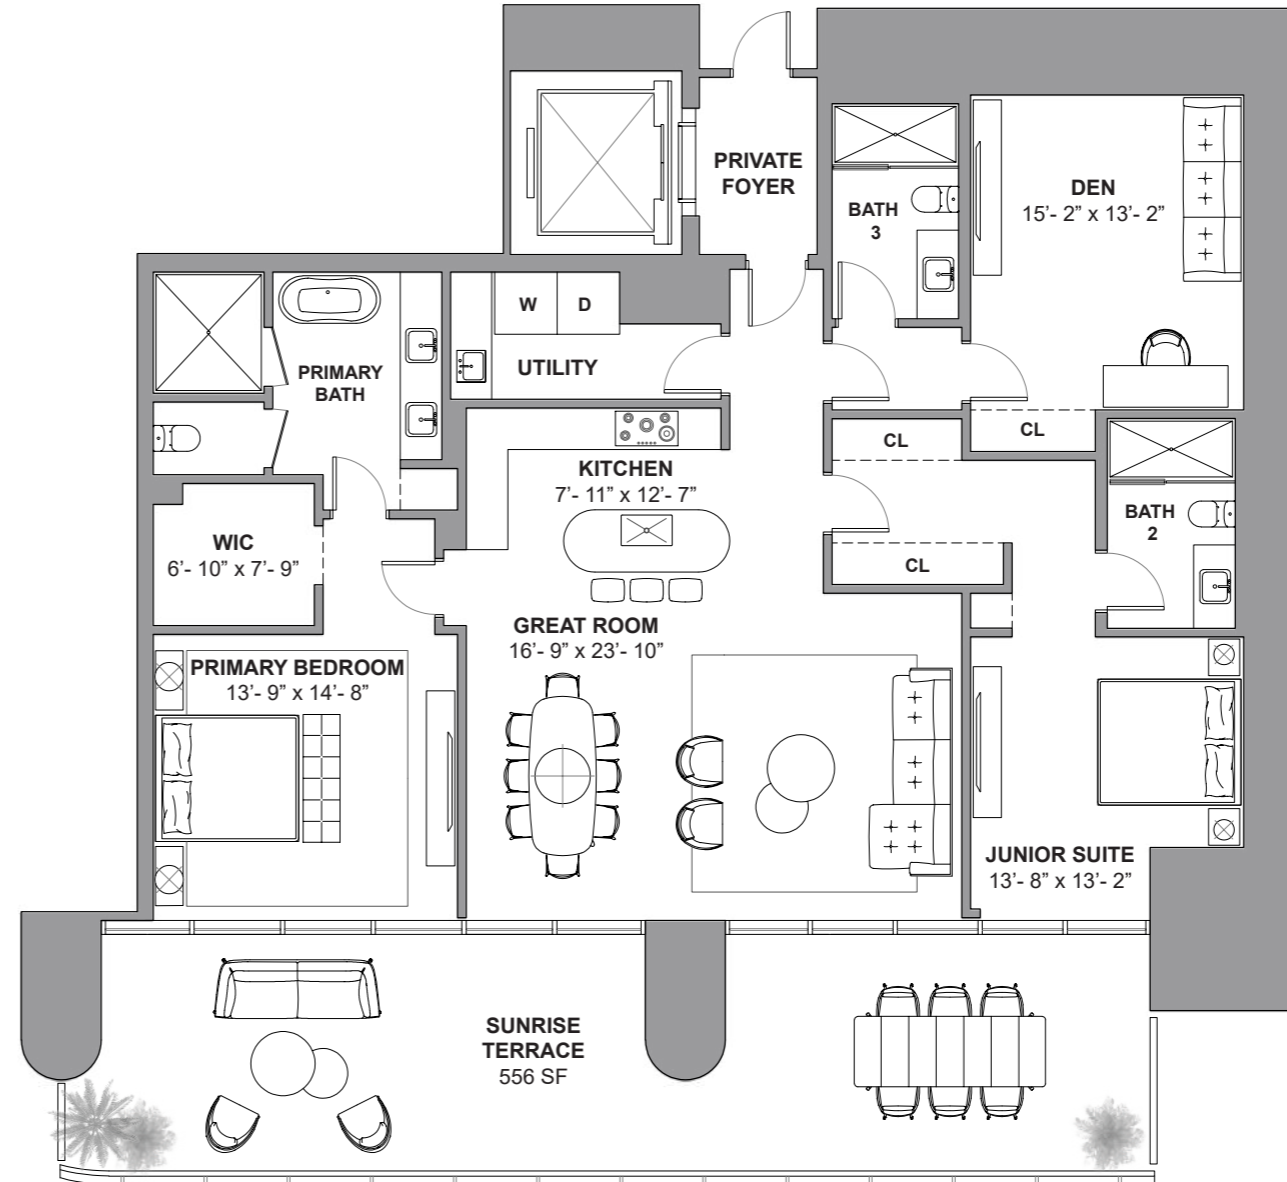 PRIVATE
FOYER
BATH
3
DEN
15’- 2” x 13’- 2”
W
D
UTILITY
PRIMARY
BATH
CL
CL
KITCHEN
7’- 11” x 12’- 7”
BATH
2
WIC
6’- 10” x 7’- 9”
CL
GREAT ROOM
16’- 9” x 23’- 10”
PRIMARY BEDROOM
13’- 9” x 14’- 8”
JUNIOR SUITE
13’- 8” x 13’- 2”
SUNRISE
TERRACE
556 SF